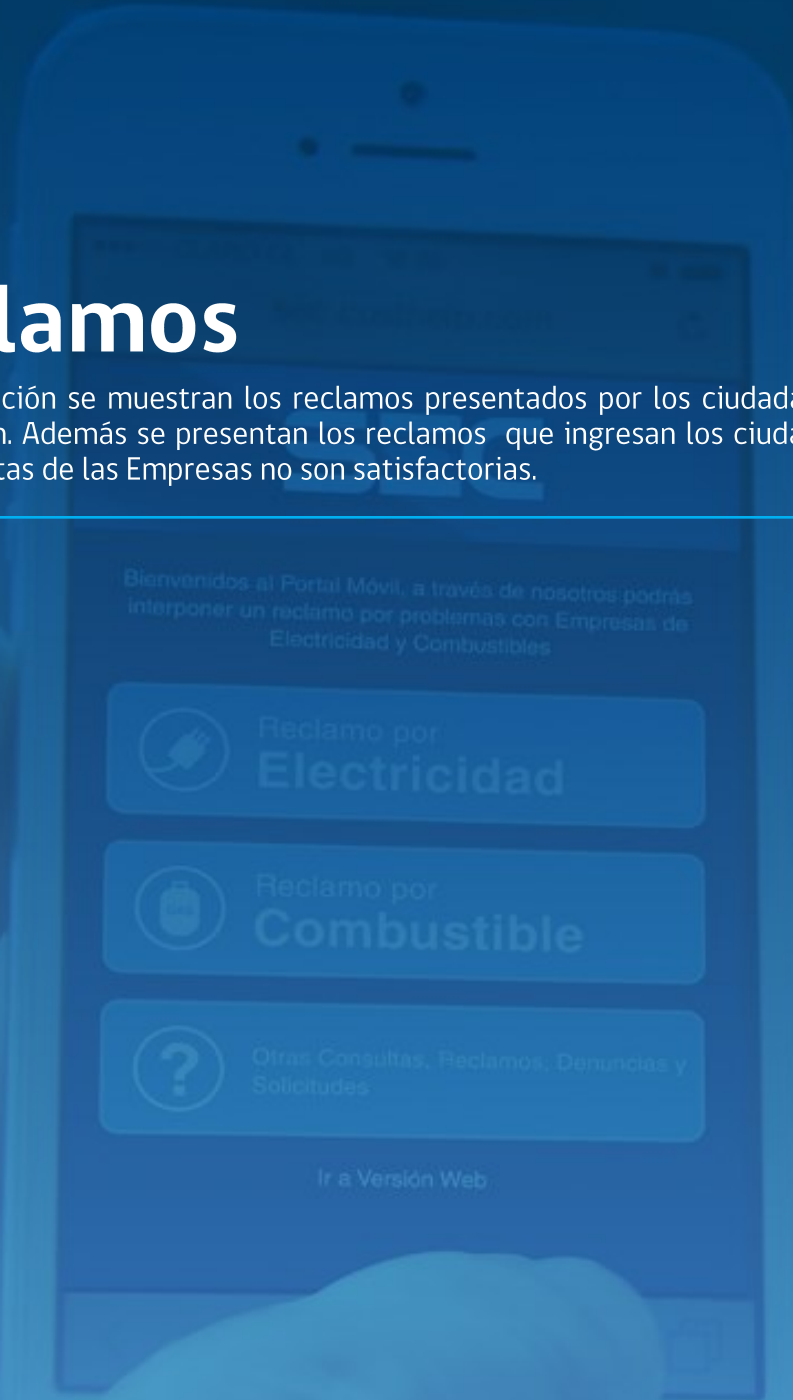 lamos
ción se muestran los reclamos presentados por los ciudada
n. Además se presentan los reclamos que ingresan los ciuda
tas de las Empresas no son satisfactorias.
SEC
Bienvenidos al Portal Móvil, a través de nosotros podrás
interponer un reclamo por problemas con Empresas de
Electricidad y Combustibles
Reclamo por
Electricidad
Reclamo por
Combustible
Otras Consultas, Reclamos, Denuncias y
Solicitudes
Ir a Versión Web